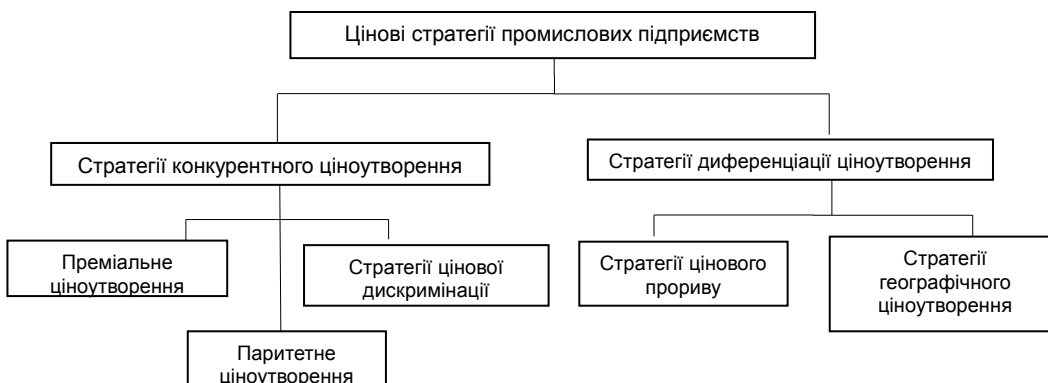 Цінові стратегії промислових підприємств
Стратегії конкурентного ціноутворення
Стратегії диференціації ціноутворення
Преміальне
ціноутворення
Стратегії цінової
дискримінації
Стратегії цінового
прориву
Стратегії
географічного
ціноутворення
Паритетне
ціноутворення